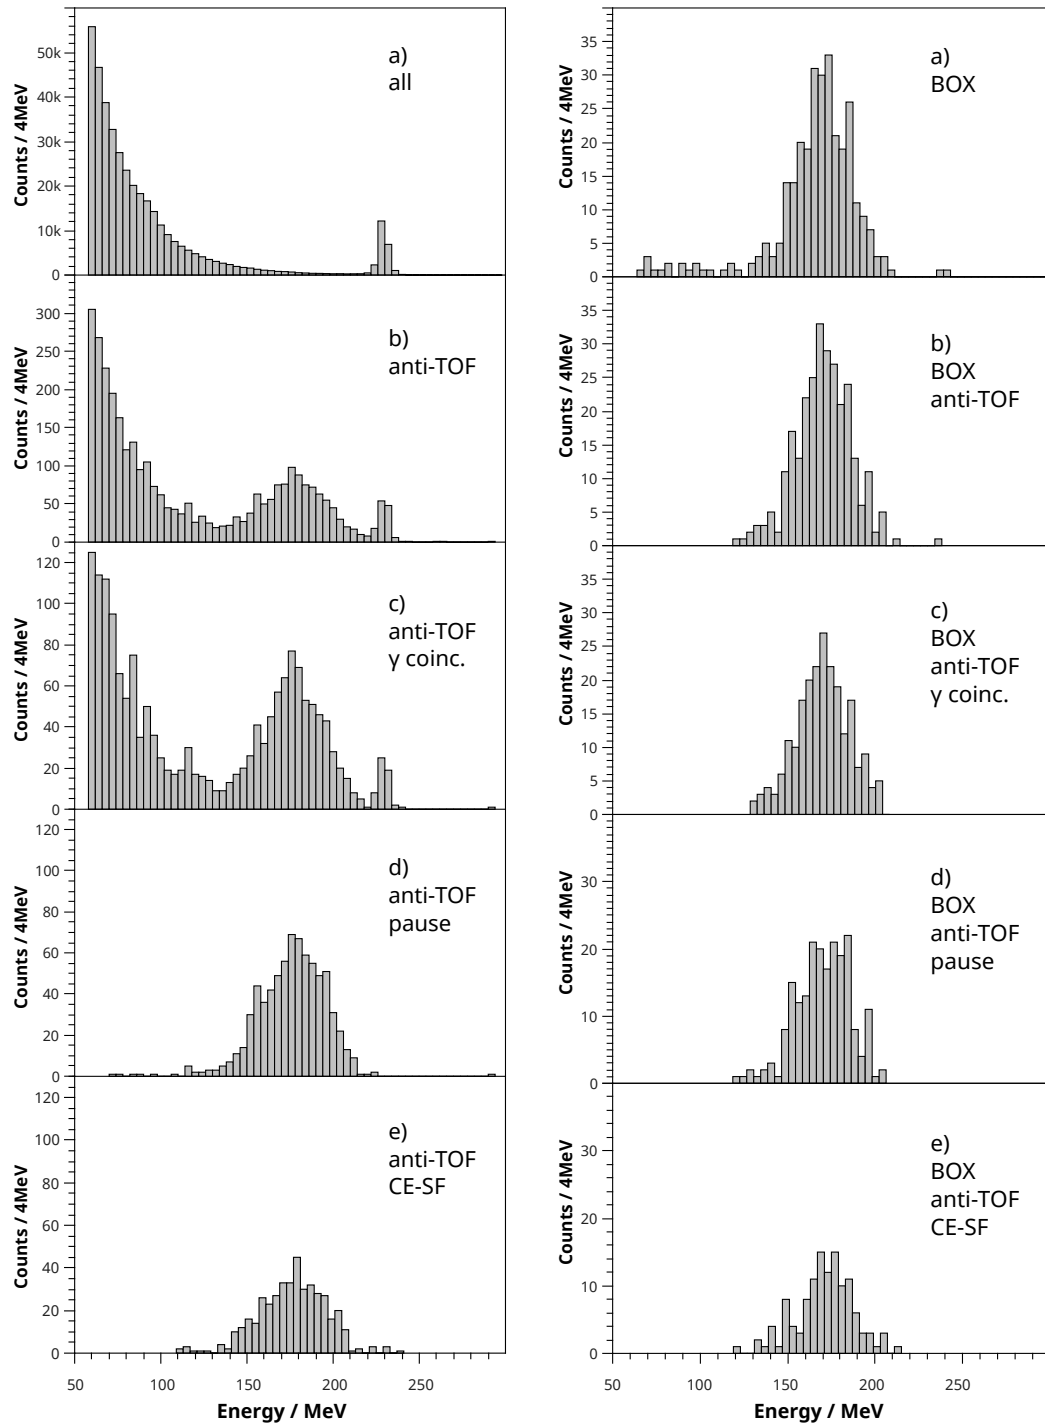 Counts / 4MeV
50k
40k
30k
20k
10k
0
a)
all
Counts / 4MeV
300
250
200
150
100
50
0
b)
anti-TOF
Counts / 4MeV
120
100
80
60
40
20
0
c)
anti-TOF
γ coinc.
Counts / 4MeV
120
100
80
60
40
20
0
d)
anti-TOF
pause
Counts / 4MeV
120
100
80
60
40
20
0
e)
anti-TOF
CE-SF
50
100
150
200
Energy / MeV
Counts / 4MeV
35
30
25
20
15
10
5
0
a)
BOX
Counts / 4MeV
35
30
25
20
15
10
5
0
b)
BOX
anti-TOF
Counts / 4MeV
35
30
25
20
15
10
5
0
c)
BOX
anti-TOF
γ coinc.
Counts / 4MeV
30
20
10
0
d)
BOX
anti-TOF
pause
Counts / 4MeV
30
20
10
0
e)
BOX
anti-TOF
CE-SF
50
100
150
200
250
Energy / MeV